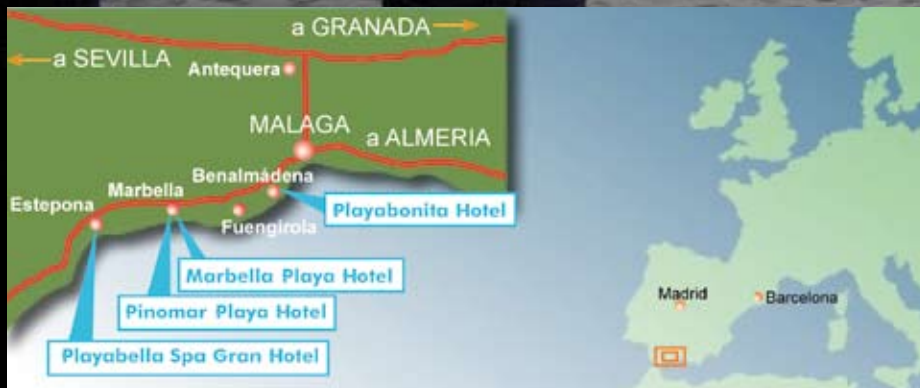 a GRANADA
a SEVILLA
Antequera
MALAGA
a ALMERIA
Benalmádena
Marbella
Estepona
Playabonita Hotel
Fuengirola
Marbella Playa Hotel
Pinomar Playa Hotel
Playabella Spa Gran Hotel
Madrid
Barcelona